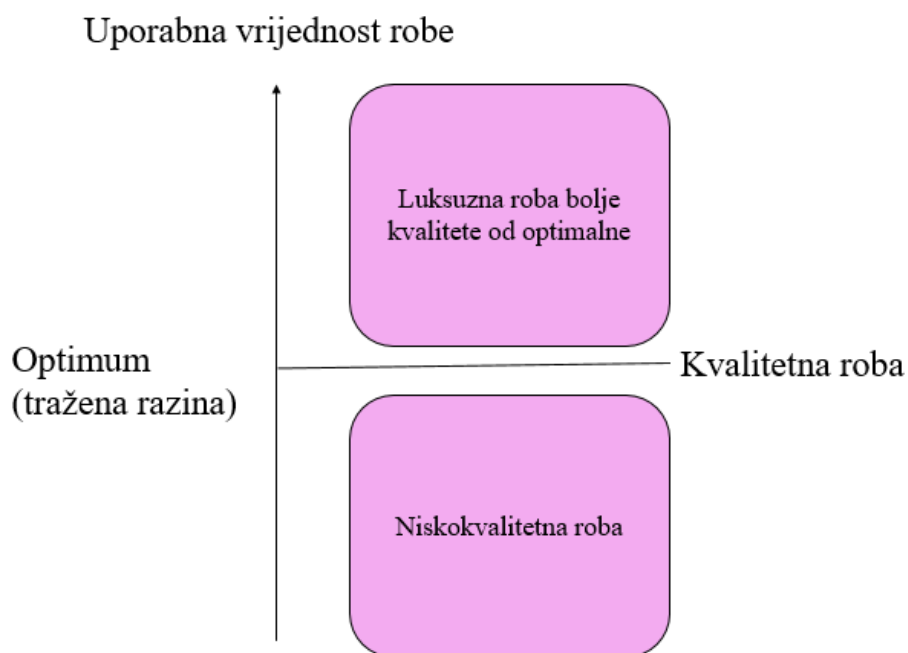 Uporabna vrijednost robe
Luksuzna roba bolje
kvalitete od optimalne
Optimum
(tražena razina)
Kvalitetna roba
Niskokvalitetna roba